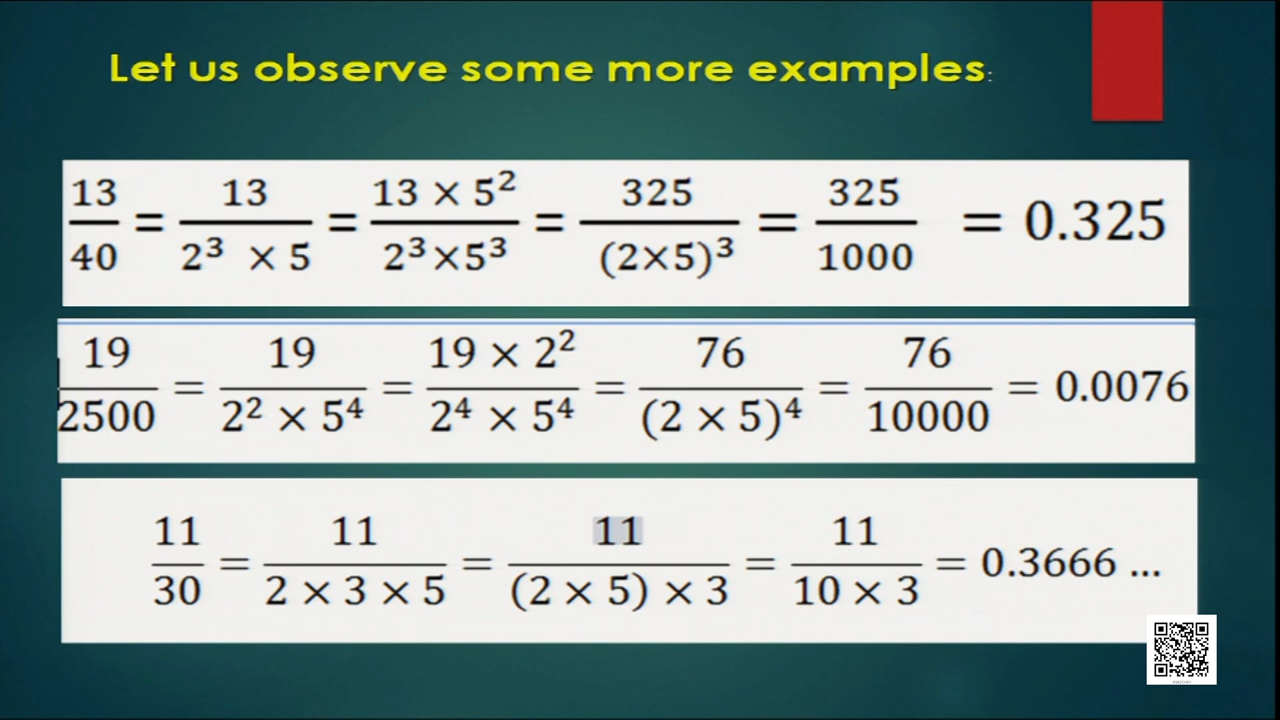 Let us observe some more examples:
13/40 = 13/(2³ × 5) = (13 × 5²)/(2³×5³) = 325/(2×5)³ = 325/1000 = 0.325
19/2500 = 19/(2² × 5⁴) = (19 × 2²)/(2⁴ × 5⁴) = 76/(2 × 5)⁴ = 76/10000 = 0.0076
11/30 = 11/(2 × 3 × 5) = 11/((2 × 5) × 3) = 11/(10 × 3) = 0.3666 ...